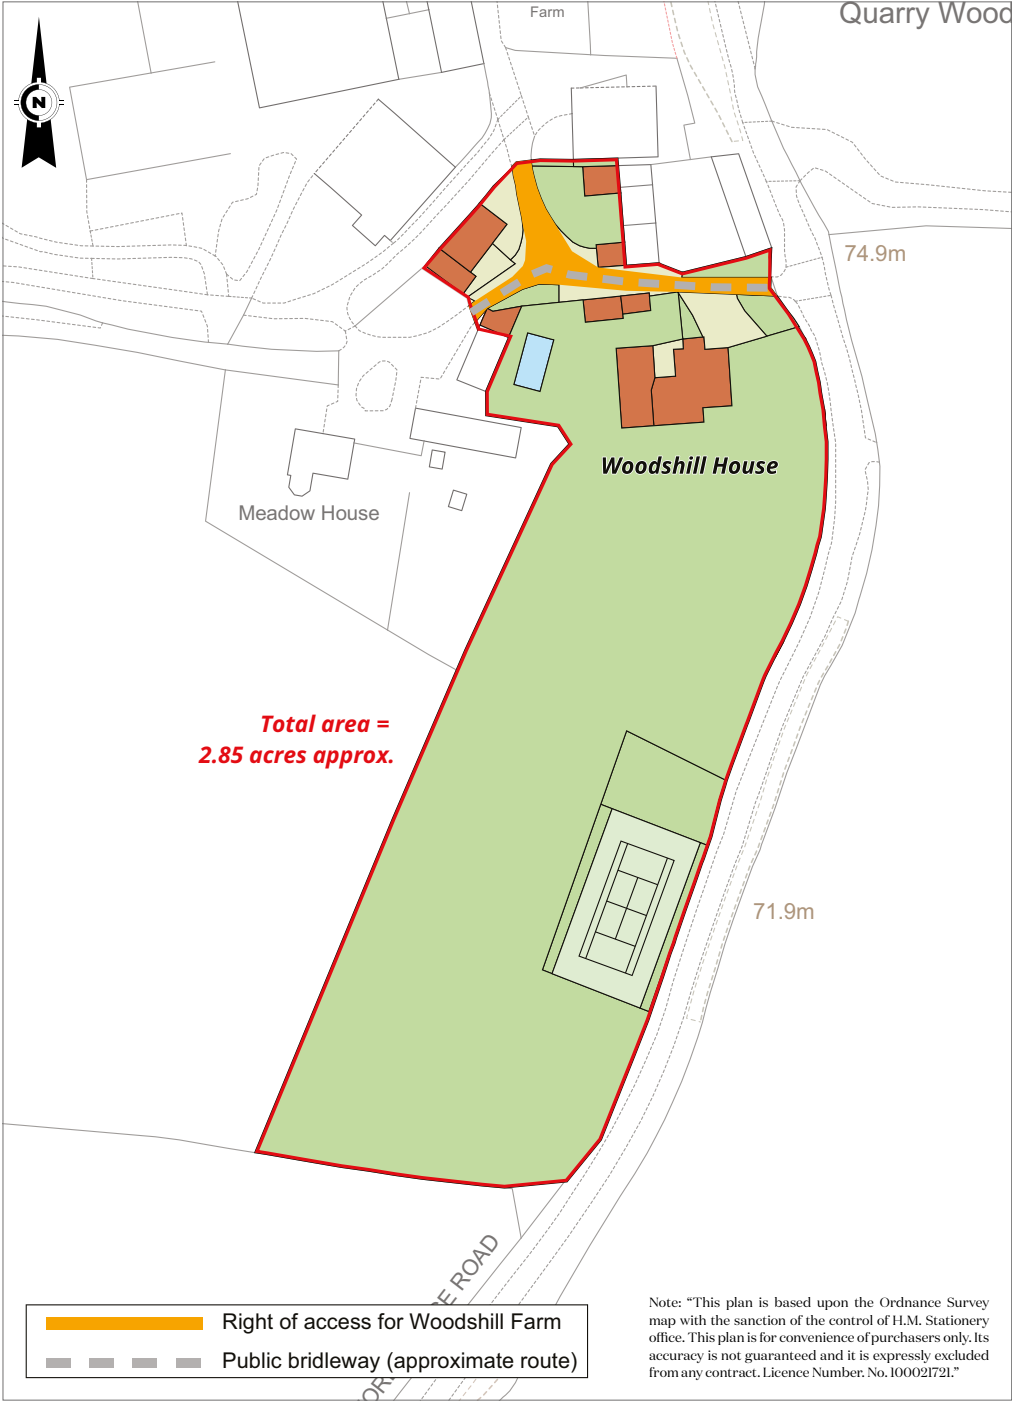 Farm
Quarry Wood
N
74.9m
Woodshill House
Meadow House
Total area =
2.85 acres approx.
71.9m
ROAD
Right of access for Woodshill Farm
Public bridleway (approximate route)
Note: “This plan is based upon the Ordnance Survey
map with the sanction of the control of H.M. Stationery
office. This plan is for convenience of purchasers only. Its
accuracy is not guaranteed and it is expressly excluded
from any contract. Licence Number. No. 100021721.”